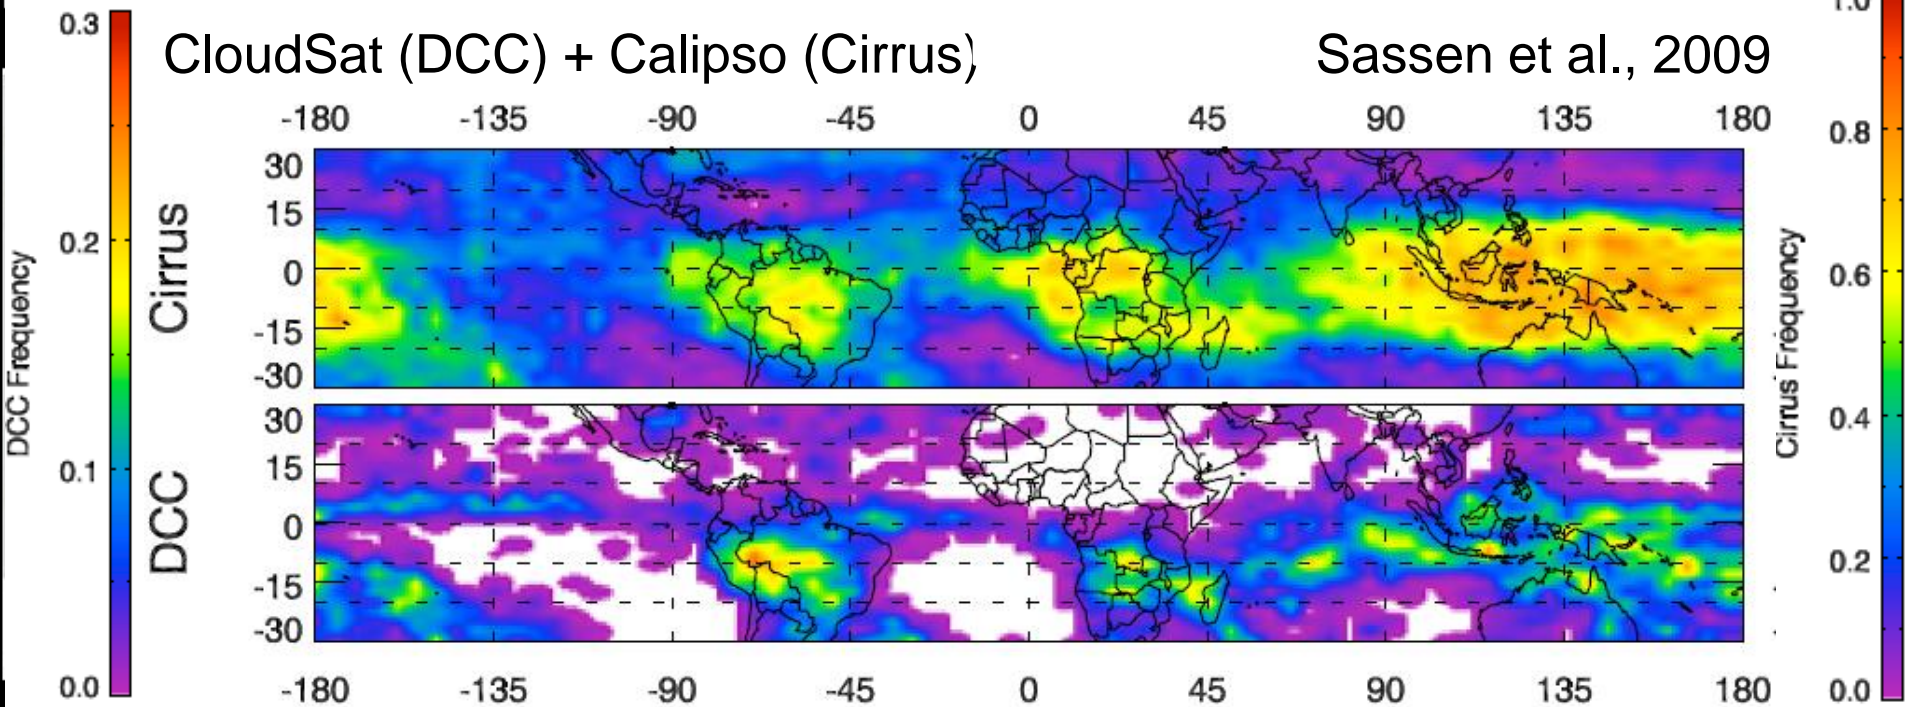 CloudSat (DCC) + Calipso (Cirrus)
Sassen et al., 2009
-180 -135 -90 -45 0 45 90 135 180
DCC Frequency
0.3
0.2
0.1
0.0
Cirrus
30
15
0
-15
-30
DCC
30
15
0
-15
-30
-180 -135 -90 -45 0 45 90 135 180
Cirrus Frequency
1.0
0.8
0.6
0.4
0.2
0.0